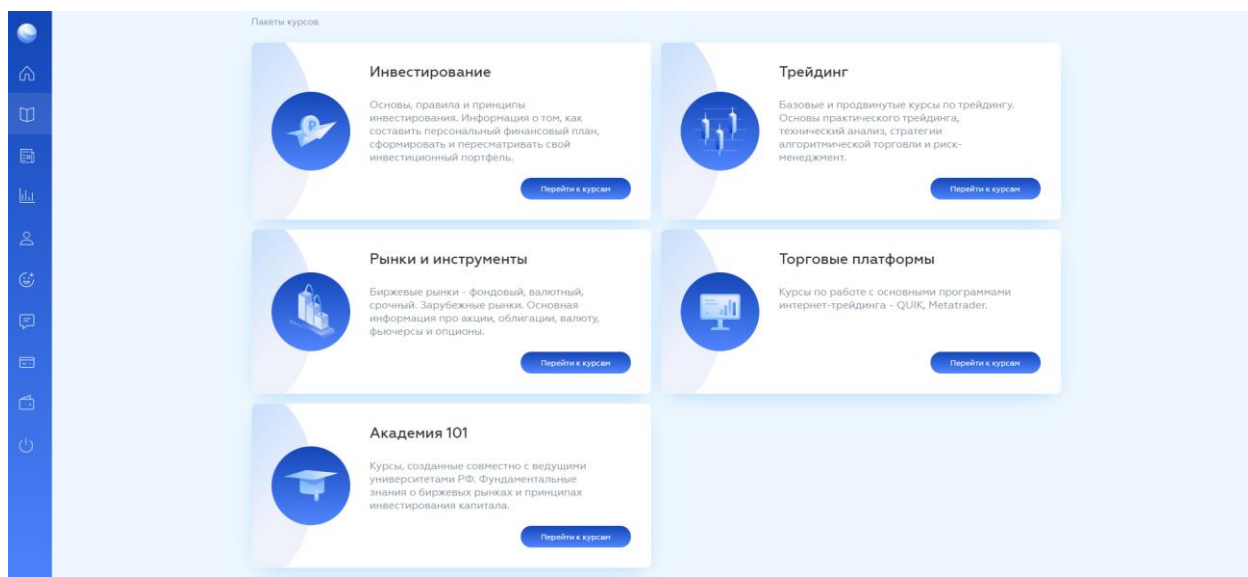 Пакеты курсов
Инвестирование
Основы, правила и принципы
инвестирования. Информация о том, как
составить персональный финансовый план,
сформировать и пересматривать свой
инвестиционный портфель.
Перейти к курсам
Трейдинг
Базовые и продвинутые курсы по трейдингу.
Основы практического трейдинга,
технический анализ, стратегии
алгоритмической торговли и риск-
менеджмент.
Перейти к курсам
Рынки и инструменты
Биржевые рынки - фондовый, валютный,
срочный. Зарубежные рынки. Основная
информация про акции, облигации, валюту,
фьючерсы и опционы.
Перейти к курсам
Торговые платформы
Курсы по работе с основными программами
интернет-трейдинга - QUIK, Metatrader.
Перейти к курсам
Академия 101
Курсы, созданные совместно с ведущими
университетами РФ. Фундаментальные
знания о биржевых рынках и принципах
инвестирования капитала.
Перейти к курсам